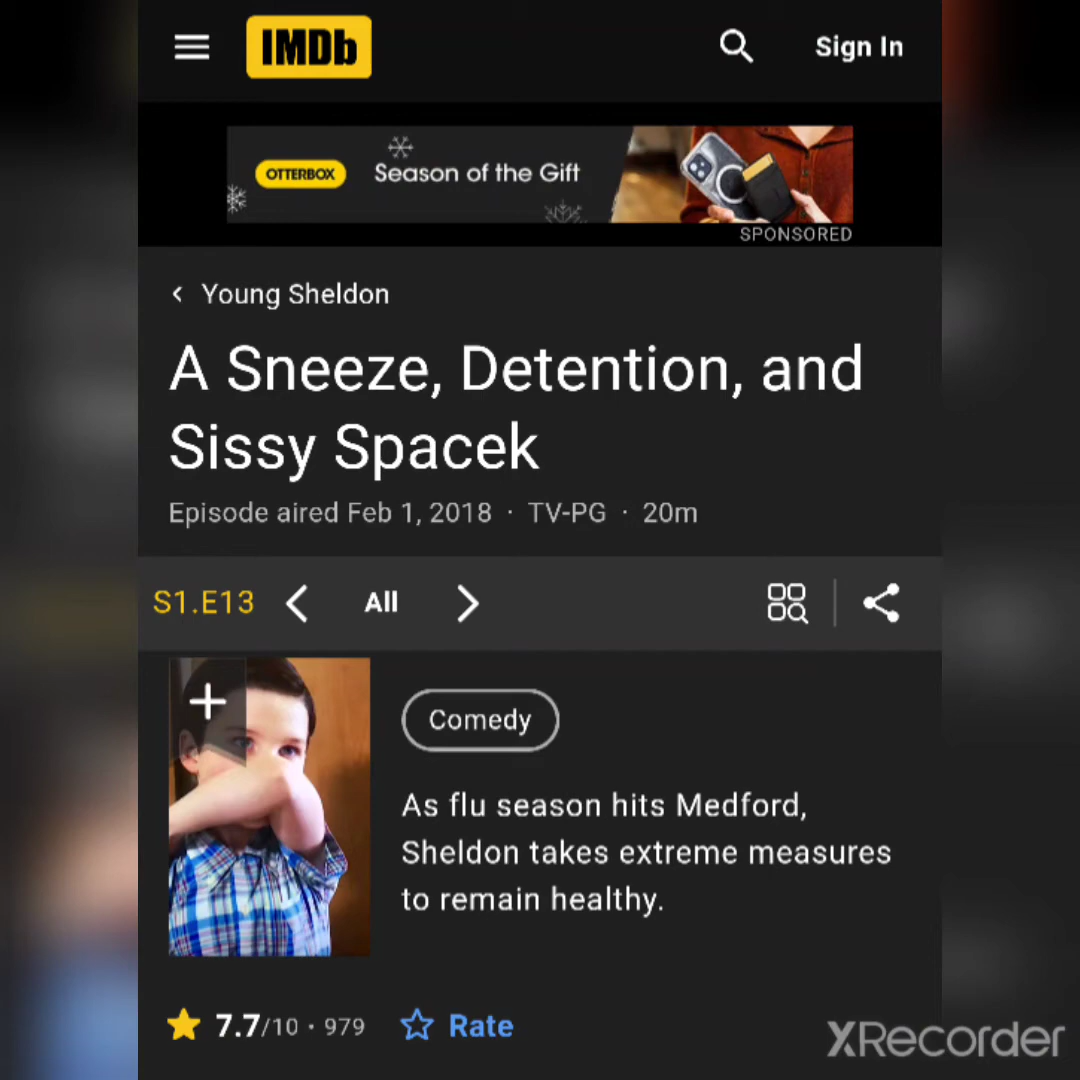 IMDb
Sign In
OTTERBOX Season of the Gift
SPONSORED
Young Sheldon
A Sneeze, Detention, and
Sissy Spacek
Episode aired Feb 1, 2018 · TV-PG · 20m
S1.E13 All
Comedy
As flu season hits Medford,
Sheldon takes extreme measures
to remain healthy.
7.7/10 · 979 Rate
XRecorder